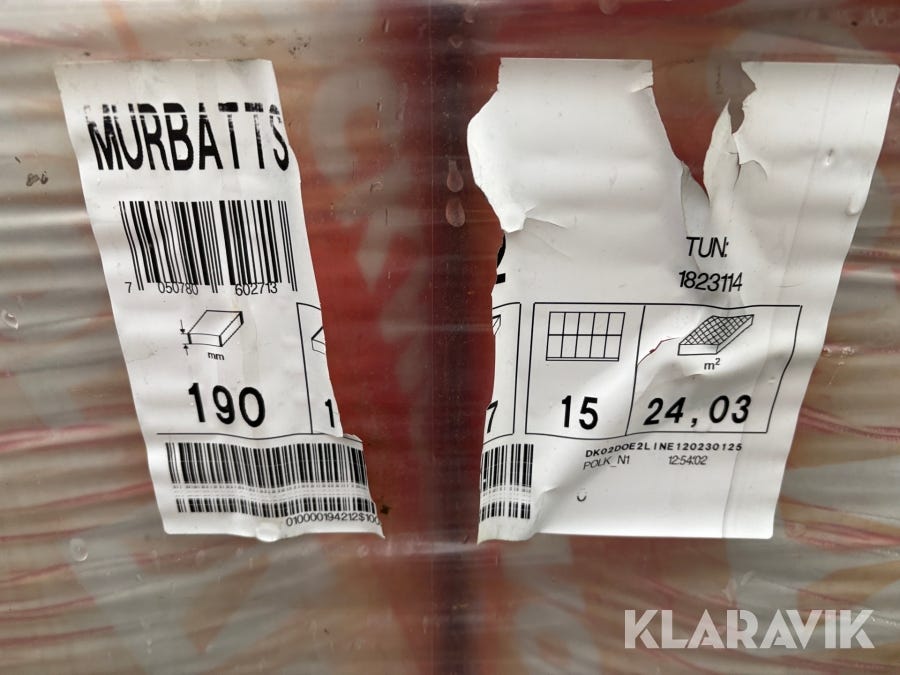 MURBATTS
7 050780 602713
TUN:
1823114
mm
m²
190
15
24,03
DK02DOE2LINE120230125
POLK_N1 12:54:02
010000194212$100
KLARAVIK